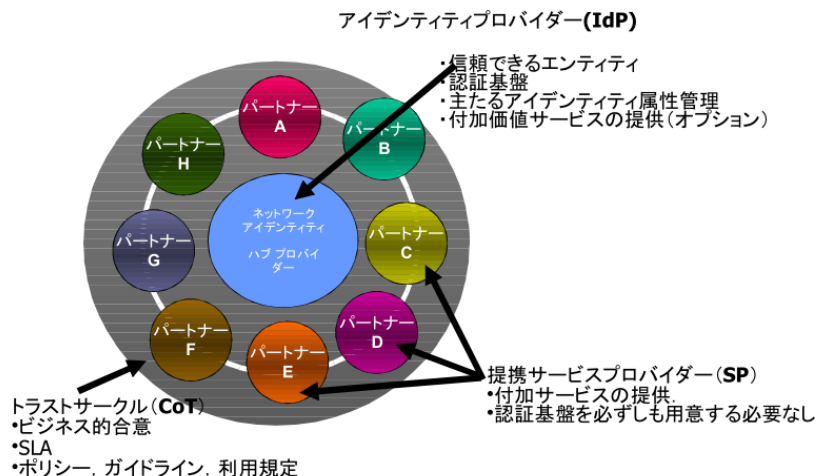 アイデンティティプロバイダー(IdP)
・信頼できるエンティティ
・認証基盤
・主たるアイデンティティ属性管理
・付加価値サービスの提供（オプション）
パートナー
A
パートナー
B
パートナー
H
ネットワーク
アイデンティティ
ハブ プロバイ
ダー
パートナー
C
パートナー
G
パートナー
D
パートナー
F
パートナー
E
提携サービスプロバイダー（SP）
•付加サービスの提供.
•認証基盤を必ずしも用意する必要なし
トラストサークル（CoT）
•ビジネス的合意
•SLA
•ポリシー, ガイドライン, 利用規定